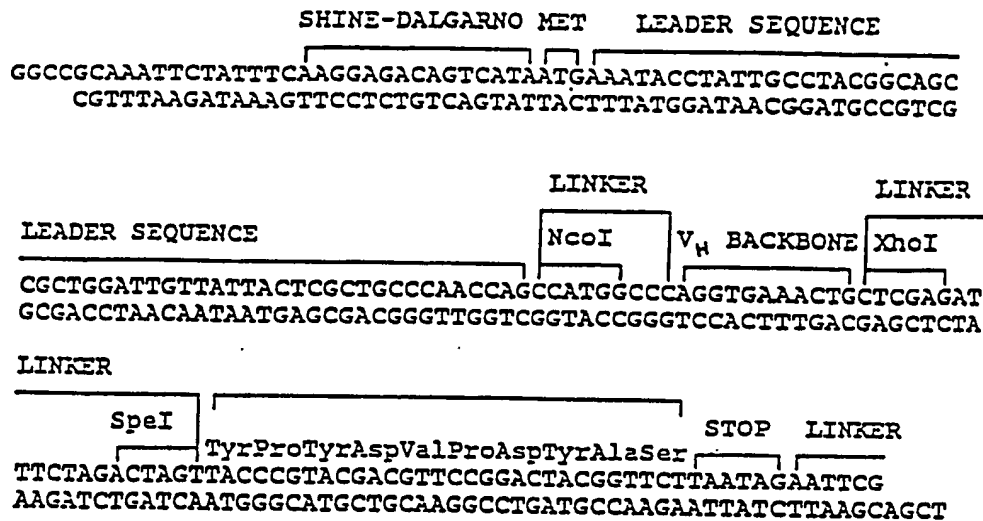 SHINE-DALGARNO MET LEADER SEQUENCE
GGCCGCAAATTCTATTTCAAGGAGACAGTCATAATGAAATACCTATTGCCTACGGCAGC
CGTTTAAGATAAAGTTCCTCTGTCAGTATTACTTTATGGATAACGGATGCCGTCG
LINKER LINKER
LEADER SEQUENCE NcoI VH BACKBONE XhoI
CGCTGGATTGTTATTACTCGCTGCCCAACCAGCCATGGCCCAGGTGAAACTGCTCGAGAT
GCGACCTAACAATAATGAGCGACGGGTTGGTCGGTACCGGGTCCACTTTGACGAGCTCTA
LINKER
SpeI STOP LINKER
TyrProTyrAspValProAspTyrAlaSer
TTCTAGACTAGTTACCCGTACGACGTTCCGGACTACGGTTCTTAATAGAATTCG
AAGATCTGATCAATGGGCATGCTGCAAGGCCTGATGCCAAGAATTATCTTAAGCAGCT